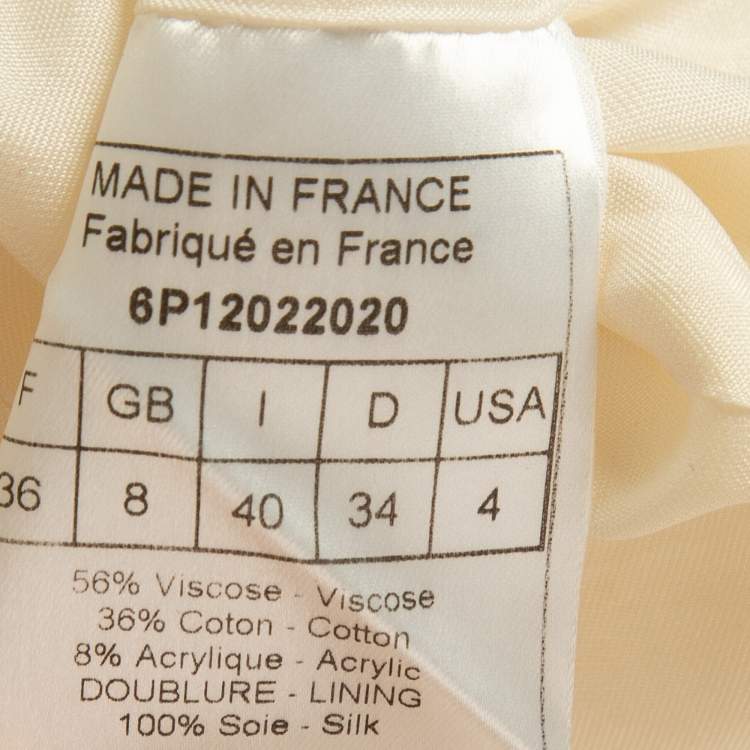 MADE IN FRANCE
Fabriqué en France
6P12022020
F GB I D USA
36 8 40 34 4
56% Viscose - Viscose
36% Coton - Cotton
8% Acrylique - Acrylic
DOUBLURE - LINING
100% Soie - Silk